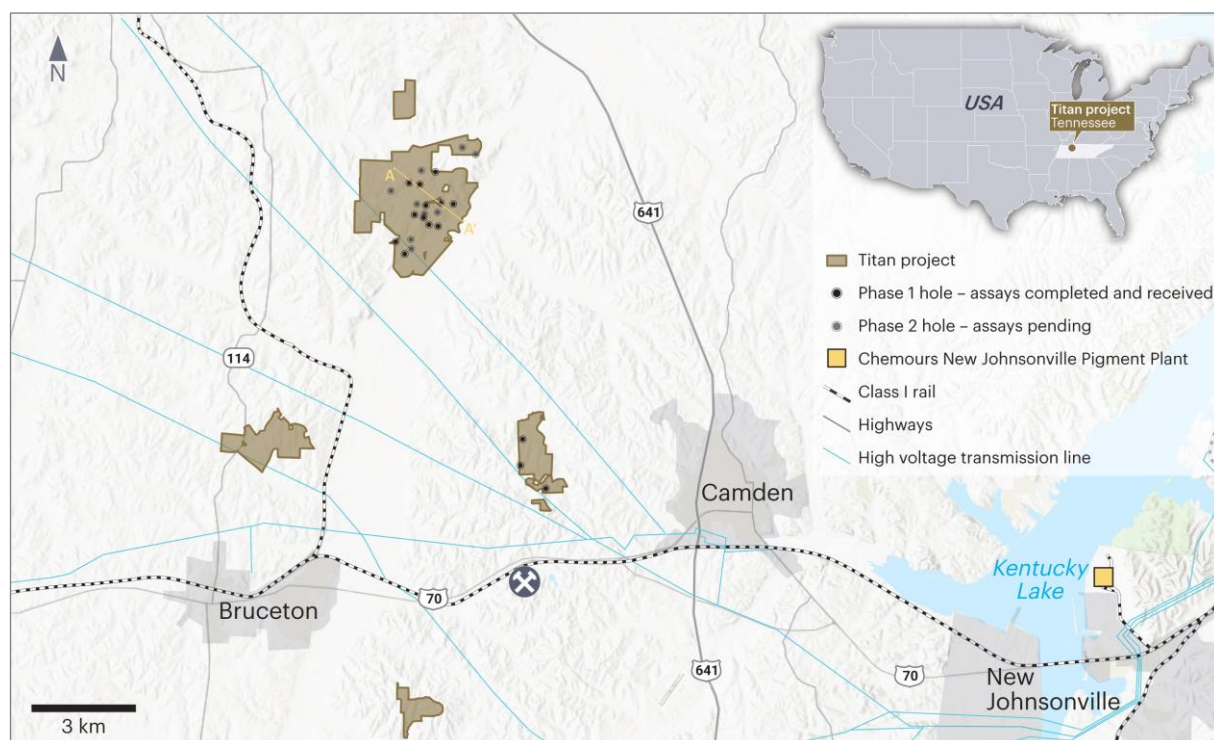 N
USA
Titan project
Tennessee
A
A'
641
Titan project
Phase 1 hole – assays completed and received
Phase 2 hole – assays pending
Chemours New Johnsonville Pigment Plant
Class I rail
Highways
High voltage transmission line
114
Camden
Kentucky
Lake
Bruceton
70
641
70
New
Johnsonville
3 km